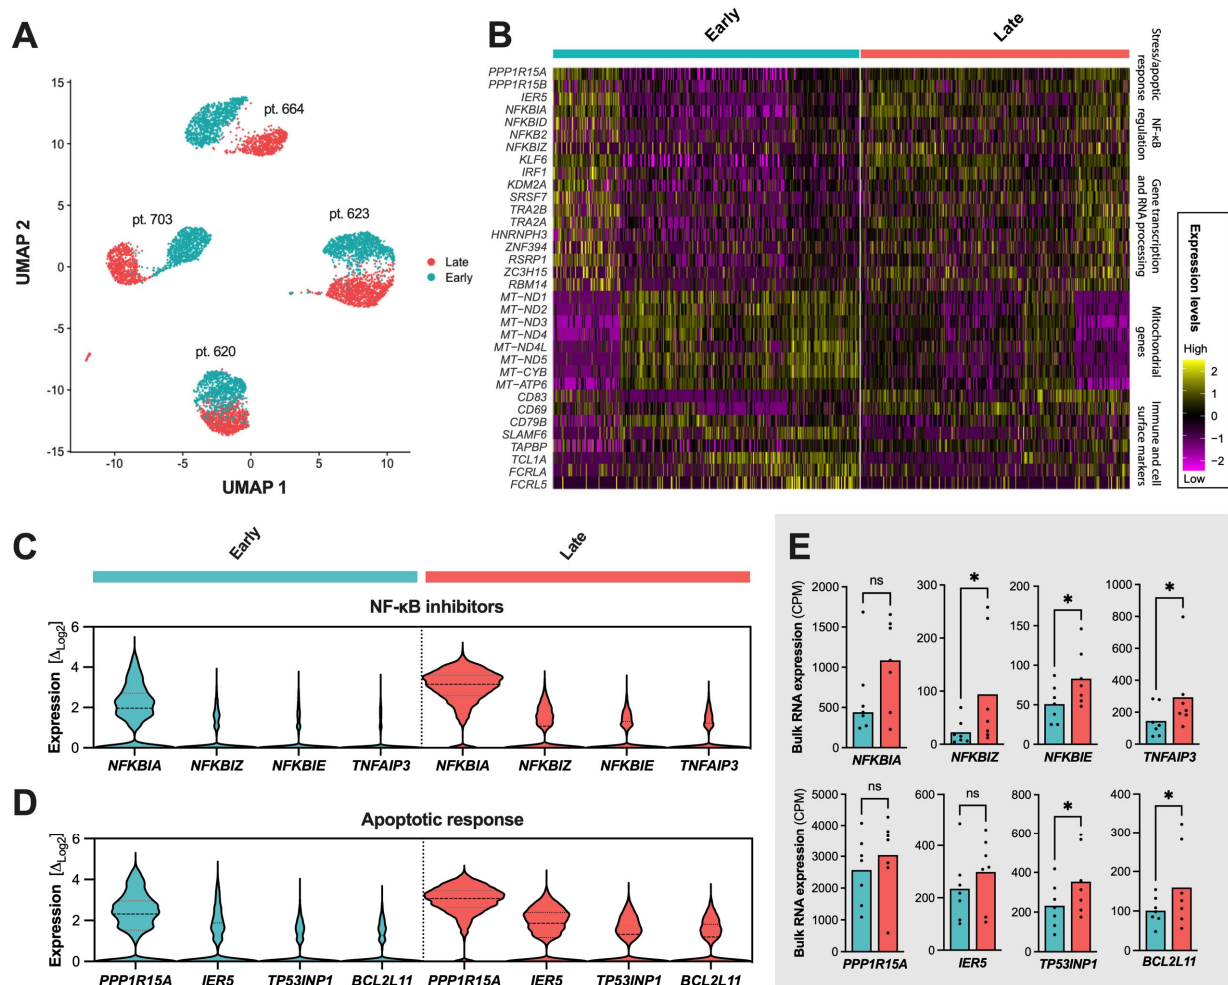 A
15
10
5
0
-5
-10
-15
-10
-5
0
5
10
UMAP 2
UMAP 1
pt. 664
pt. 703
pt. 623
pt. 620
Late
Early
B
Early
Late
PPP1R15A
PPP1R15B
IER5
NFKBIA
NFKBID
NFKB2
NFKBIZ
KLF6
IRF1
KDM2A
SRSF7
TRA2B
TRA2A
HNRNPH3
ZNF394
RSRP1
ZC3H15
RBM14
MT−ND1
MT−ND2
MT−ND3
MT−ND4
MT−ND4L
MT−ND5
MT−CYB
MT−ATP6
CD83
CD69
CD79B
SLAMF6
TAPBP
TCL1A
FCRLA
FCRL5
Stress/apoptic
response
NF-κB
regulation
Gene transcription
and RNA processing
Mitochondrial
genes
Immune and cell
surface markers
Expression levels
High
2
1
0
−1
−2
Low
C
Early
Late
NF-κB inhibitors
Expression [ΔLog2]
6
4
2
0
NFKBIA
NFKBIZ
NFKBIE
TNFAIP3
NFKBIA
NFKBIZ
NFKBIE
TNFAIP3
D
Apoptotic response
Expression [ΔLog2]
6
4
2
0
PPP1R15A
IER5
TP53INP1
BCL2L11
PPP1R15A
IER5
TP53INP1
BCL2L11
E
Bulk RNA expression (CPM)
2000
1500
1000
500
0
ns
NFKBIA
300
200
100
0
*
NFKBIZ
200
150
100
50
0
*
NFKBIE
1000
800
600
400
200
0
*
TNFAIP3
Bulk RNA expression (CPM)
5000
4000
3000
2000
1000
0
ns
PPP1R15A
600
400
200
0
ns
IER5
800
600
400
200
0
*
TP53INP1
400
300
200
100
0
*
BCL2L11